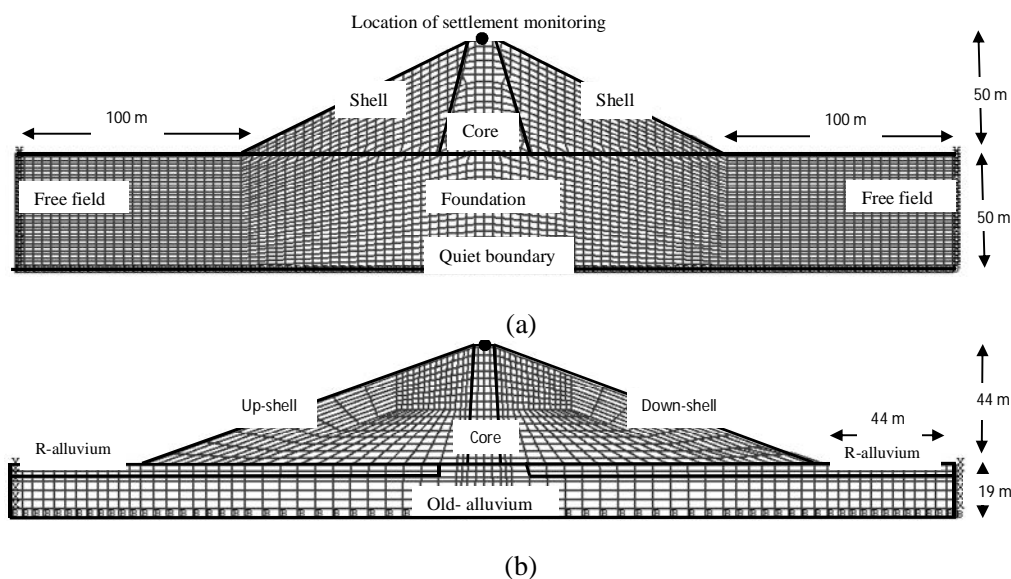 Location of settlement monitoring
50 m
Shell
Shell
100 m
100 m
Core
Free field
Foundation
Free field
50 m
Quiet boundary
(a)
Up-shell
Down-shell
44 m
44 m
R-alluvium
Core
R-alluvium
19 m
Old- alluvium
(b)